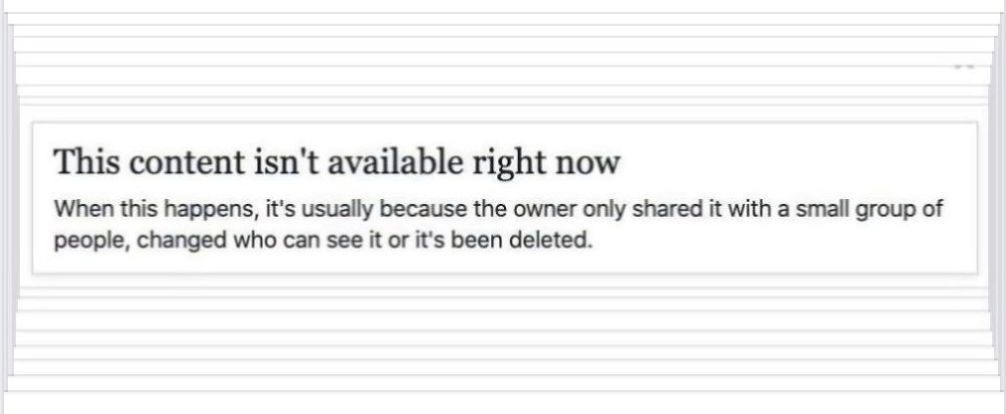 This content isn't available right now
When this happens, it's usually because the owner only shared it with a small group of
people, changed who can see it or it's been deleted.